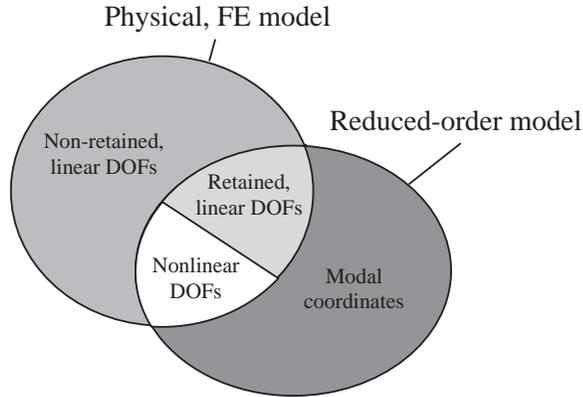 Physical, FE model
Reduced-order model
Non-retained,
linear DOFs
Retained,
linear DOFs
Nonlinear
DOFs
Modal
coordinates